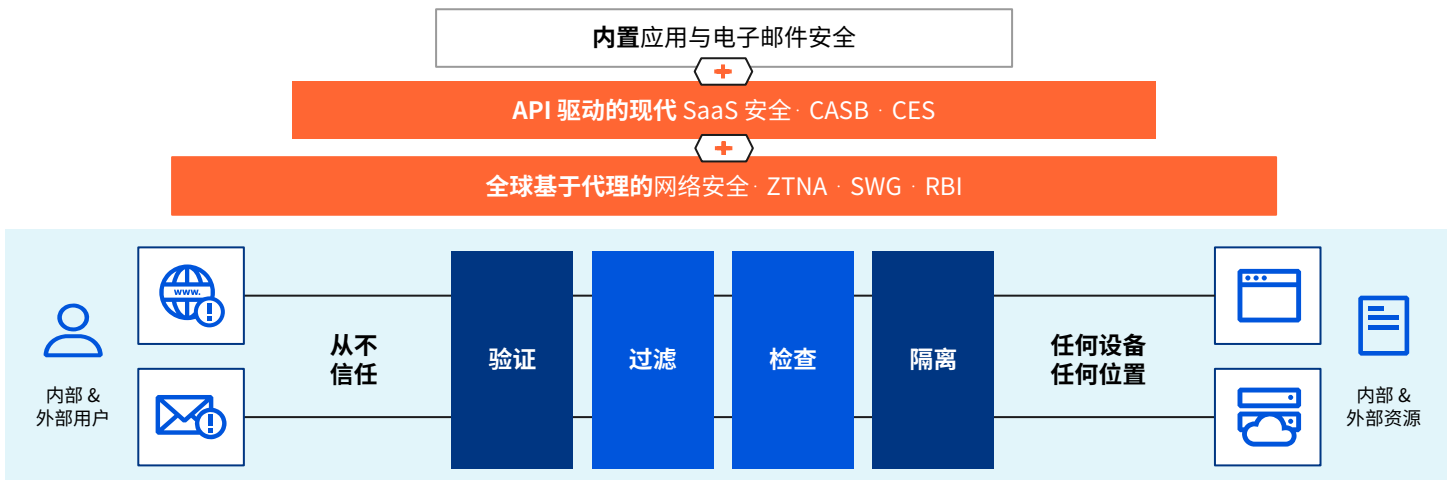 内置应用与电子邮件安全
API 驱动的现代 SaaS 安全 · CASB · CES
全球基于代理的网络安全 · ZTNA · SWG · RBI
www.
内部 &
外部用户
从不
信任
验证
过滤
检查
隔离
任何设备
任何位置
内部 &
外部资源